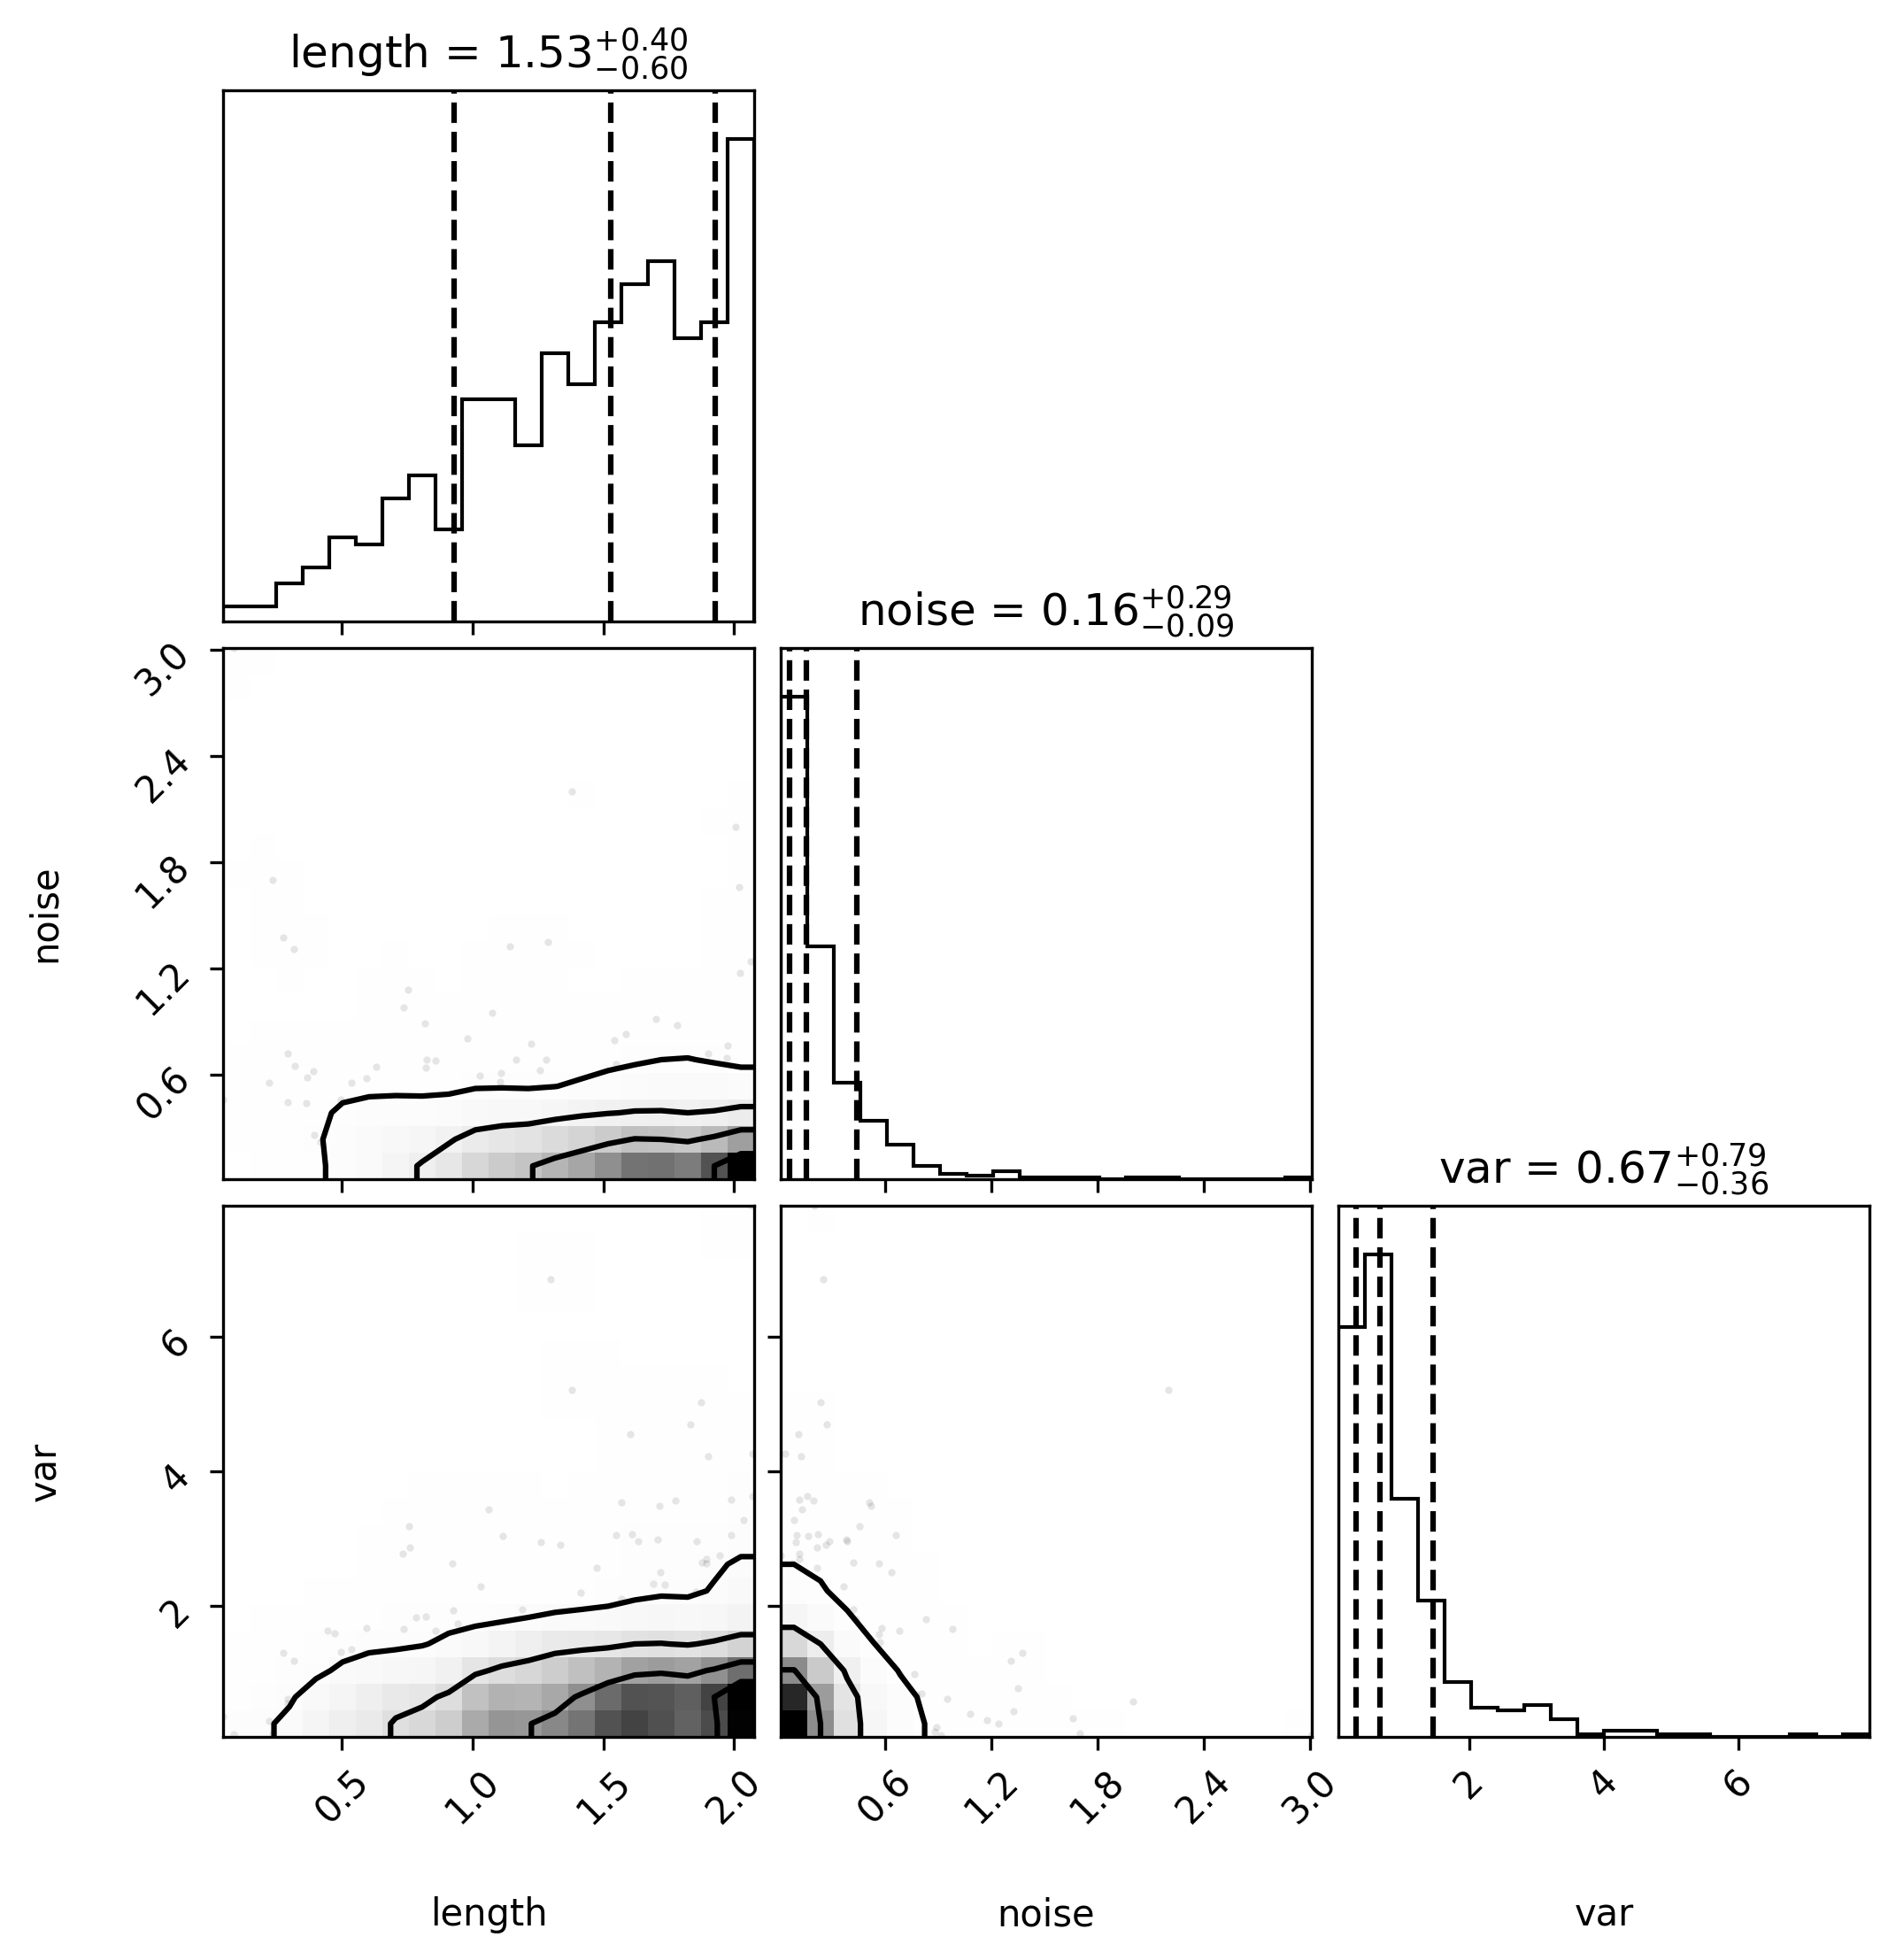 length = 1.53 +0.40 −0.60
noise = 0.16 +0.29 −0.09
3.0
2.4
1.8
1.2
0.6
noise
var = 0.67 +0.79 −0.36
6
4
2
var
0.5 1.0 1.5 2.0 0.6 1.2 1.8 2.4 3.0 2 4 6
length noise var